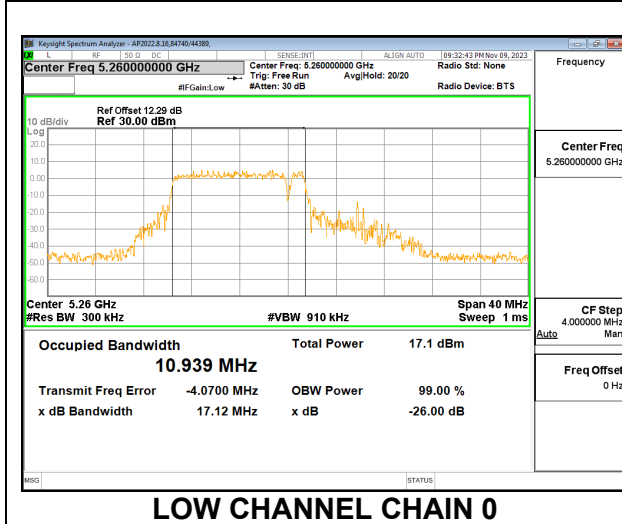 Keysight Spectrum Analyzer - AP2022.8.16,84740/44389,
L RF 50 Ω DC SENSE:INT ALIGN AUTO 09:32:43 PM Nov 09, 2023
Center Freq 5.260000000 GHz Center Freq: 5.260000000 GHz Radio Std: None Frequency
Trig: Free Run Avg|Hold: 20/20
#IFGain:Low #Atten: 30 dB Radio Device: BTS
Ref Offset 12.29 dB
10 dB/div Ref 30.00 dBm
Log
20.0
10.0
0.00
-10.0
-20.0
-30.0
-40.0
-50.0
-60.0
Center Freq
5.260000000 GHz
Center 5.26 GHz Span 40 MHz
#Res BW 300 kHz #VBW 910 kHz Sweep 1 ms
CF Step
4.000000 MHz
Auto Man
Occupied Bandwidth Total Power 17.1 dBm
10.939 MHz
Transmit Freq Error -4.0700 MHz OBW Power 99.00 %
x dB Bandwidth 17.12 MHz x dB -26.00 dB
Freq Offset
0 Hz
MSG STATUS
LOW CHANNEL CHAIN 0